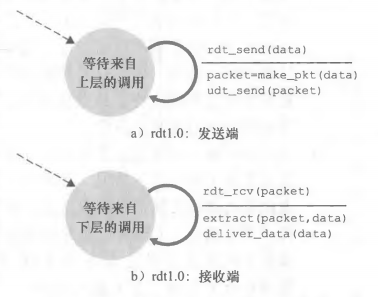 等待来自
上层的调用
rdt_send(data)
packet=make_pkt(data)
udt_send(packet)
a）rdt1.0：发送端
等待来自
下层的调用
rdt_rcv(packet)
extract(packet,data)
deliver_data(data)
b）rdt1.0：接收端